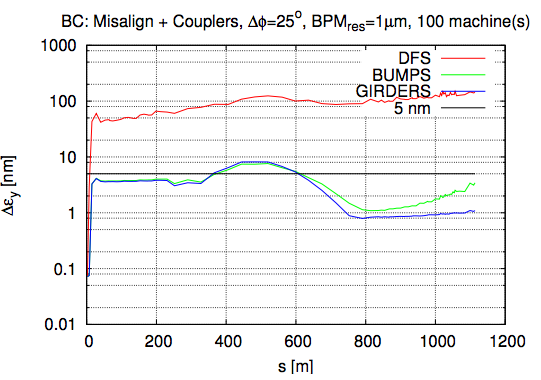 BC: Misalign + Couplers, Δϕ=25°, BPMres=1μm, 100 machine(s)
1000
100
10
1
0.1
0.01
Δεy [nm]
DFS
BUMPS
GIRDERS
5 nm
0 200 400 600 800 1000 1200
s [m]